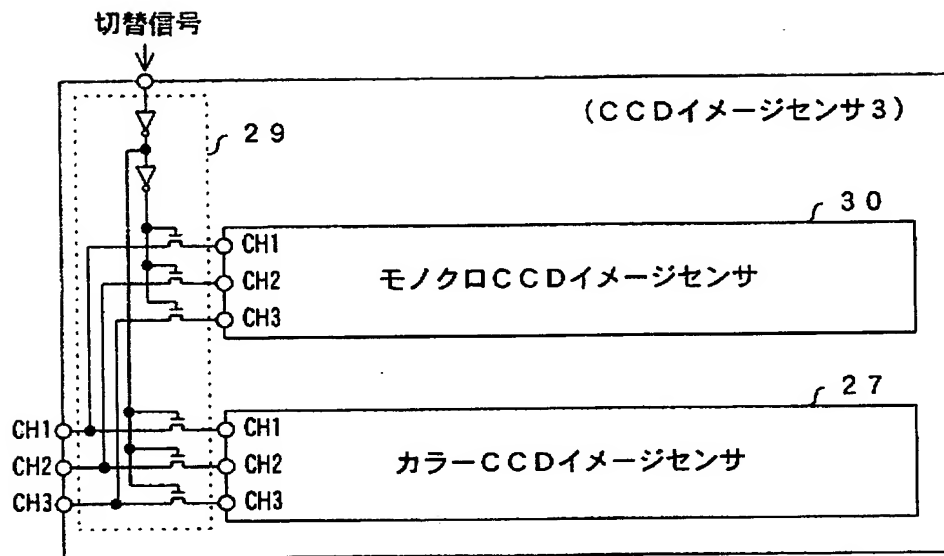 切替信号
(CCDイメージセンサ3)
29
30
CH1
CH2
CH3
モノクロCCDイメージセンサ
27
CH1
CH2
CH3
CH1
CH2
CH3
カラーCCDイメージセンサ